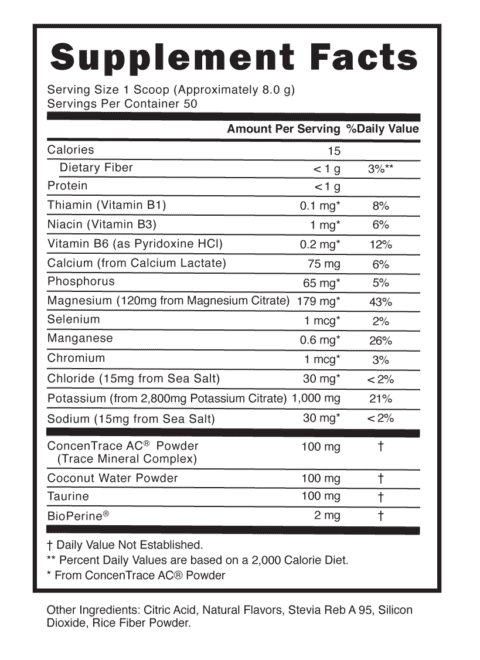 Supplement Facts
Serving Size 1 Scoop (Approximately 8.0 g)
Servings Per Container 50
Amount Per Serving %Daily Value
Calories 15
Dietary Fiber < 1 g 3%**
Protein < 1 g
Thiamin (Vitamin B1) 0.1 mg* 8%
Niacin (Vitamin B3) 1 mg* 6%
Vitamin B6 (as Pyridoxine HCl) 0.2 mg* 12%
Calcium (from Calcium Lactate) 75 mg 6%
Phosphorus 65 mg* 5%
Magnesium (120mg from Magnesium Citrate) 179 mg* 43%
Selenium 1 mcg* 2%
Manganese 0.6 mg* 26%
Chromium 1 mcg* 3%
Chloride (15mg from Sea Salt) 30 mg* < 2%
Potassium (from 2,800mg Potassium Citrate) 1,000 mg 21%
Sodium (15mg from Sea Salt) 30 mg* < 2%
ConcenTrace AC® Powder 100 mg †
(Trace Mineral Complex)
Coconut Water Powder 100 mg †
Taurine 100 mg †
BioPerine® 2 mg †
† Daily Value Not Established.
** Percent Daily Values are based on a 2,000 Calorie Diet.
* From ConcenTrace AC® Powder
Other Ingredients: Citric Acid, Natural Flavors, Stevia Reb A 95, Silicon
Dioxide, Rice Fiber Powder.